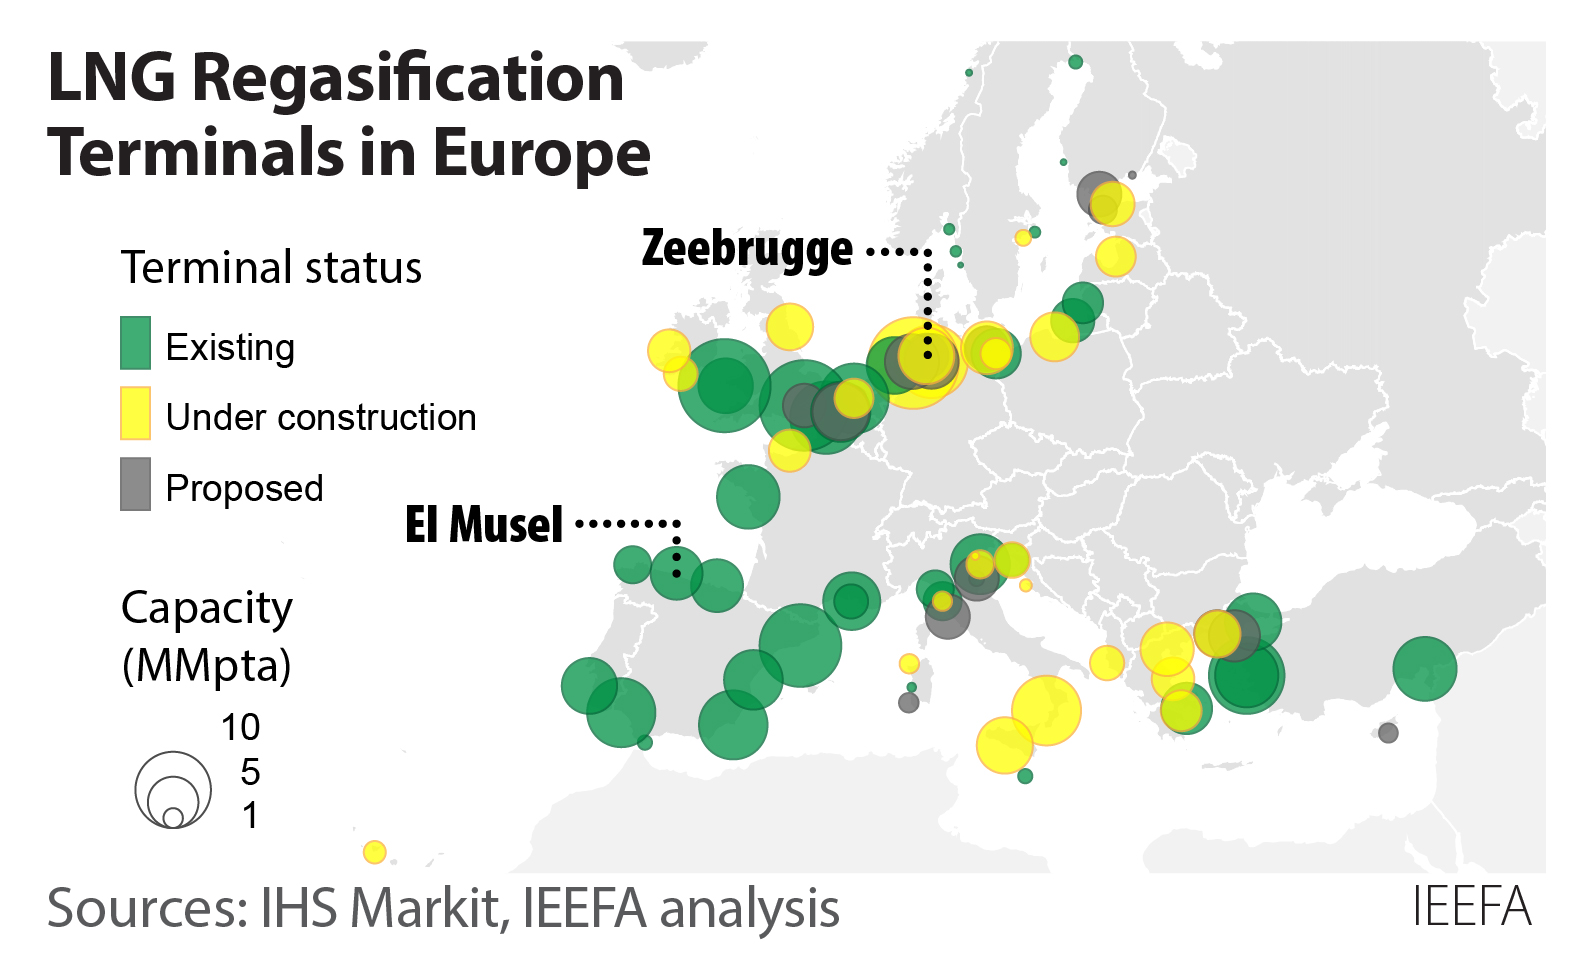 LNG Regasification
Terminals in Europe
Zeebrugge
Terminal status
Existing
Under construction
Proposed
El Musel
Capacity
(MMpta)
10
5
1
Sources: IHS Markit, IEEFA analysis
IEEFA